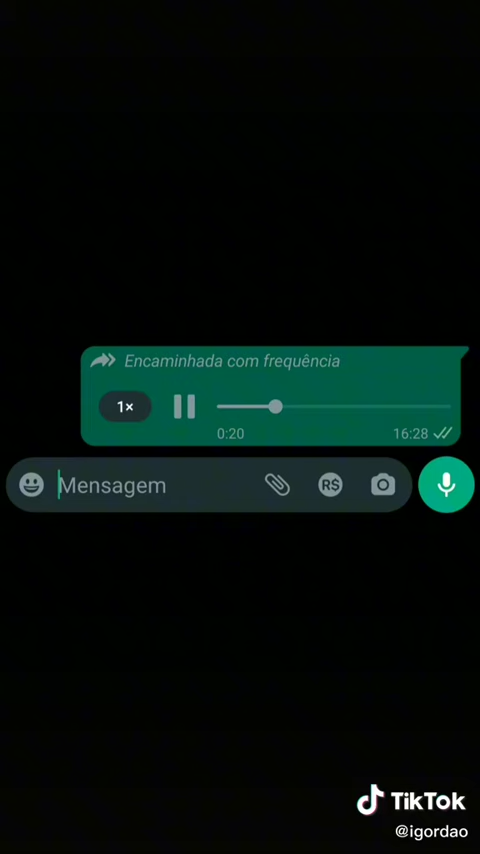 Encaminhada com frequência
1×
0:20 16:28
Mensagem
R$
TikTok
@igordao